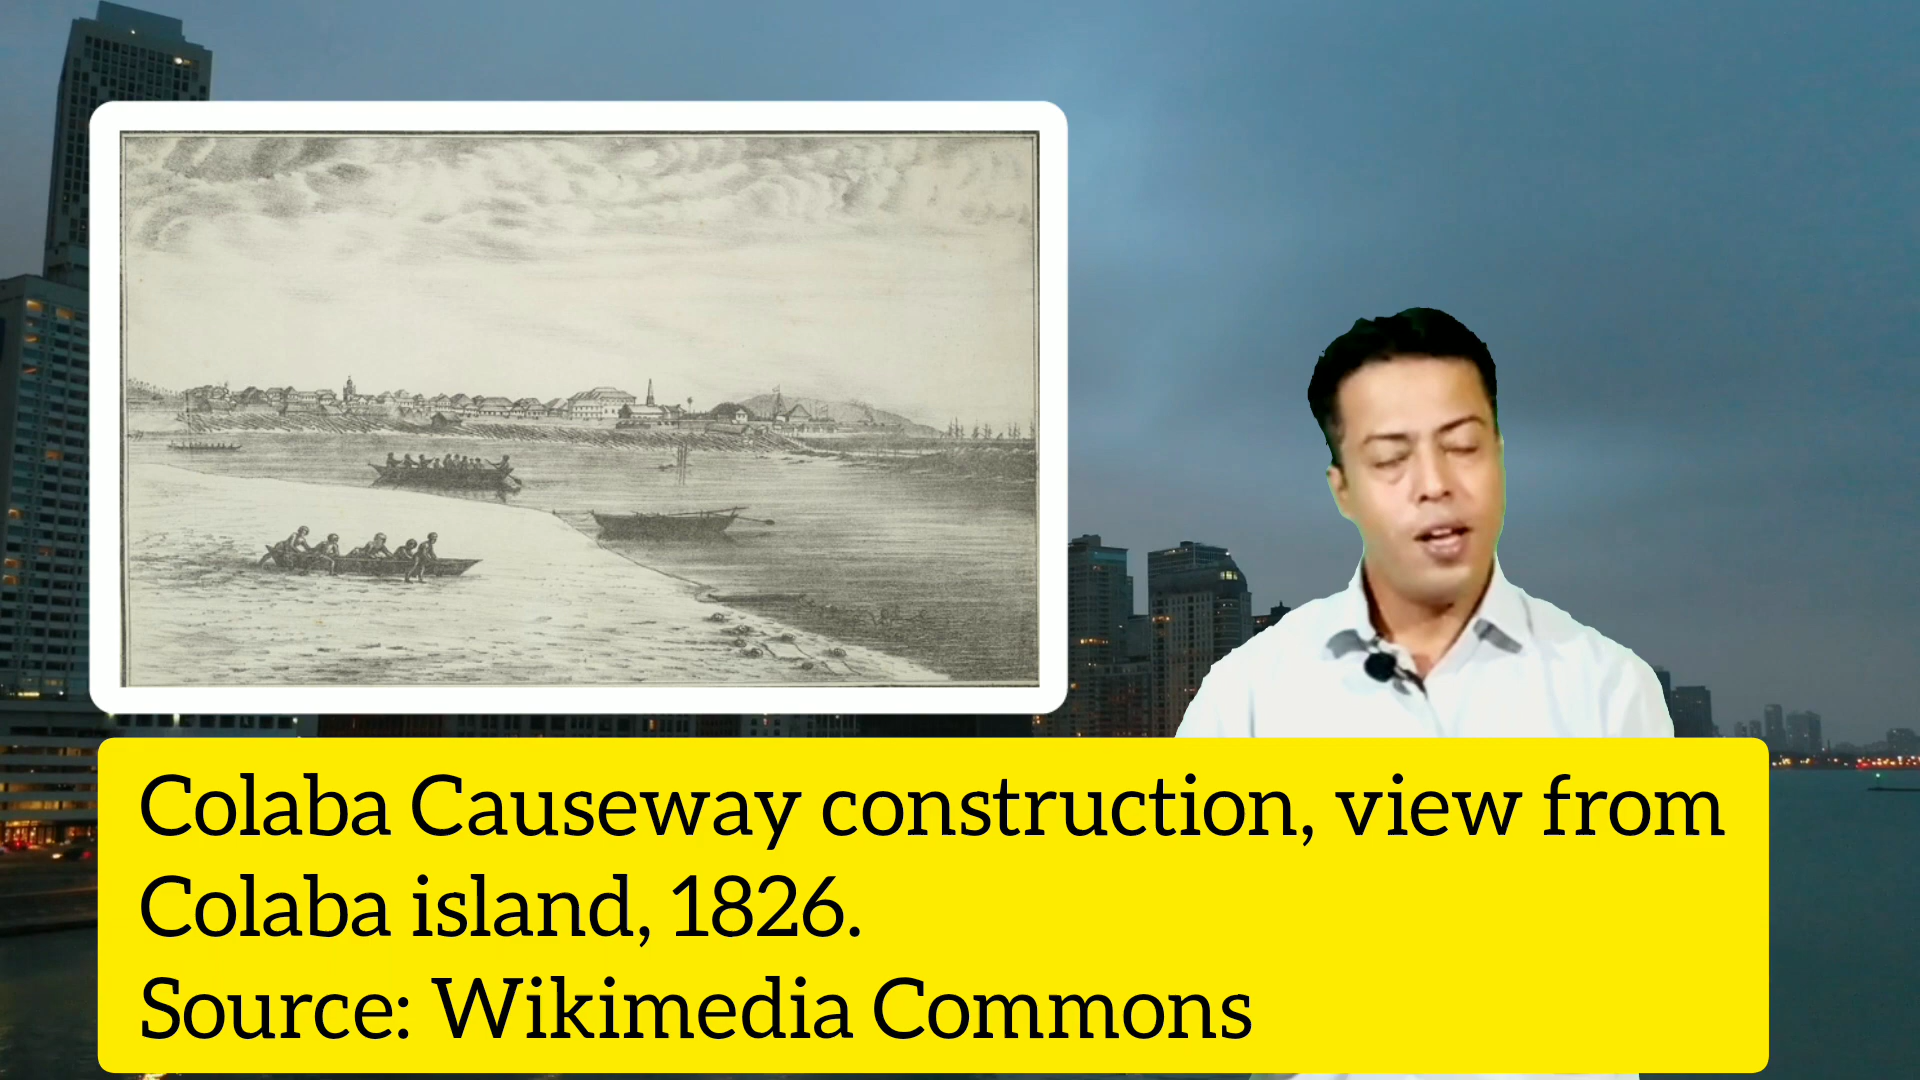 Colaba Causeway construction, view from
Colaba island, 1826.
Source: Wikimedia Commons